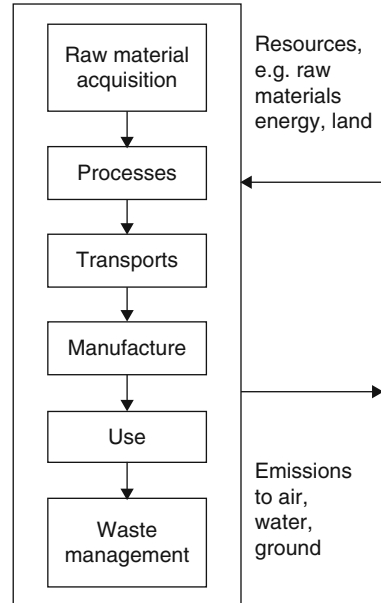 Raw material
acquisition
Processes
Transports
Manufacture
Use
Waste
management
Resources,
e.g. raw
materials
energy, land
Emissions
to air,
water,
ground